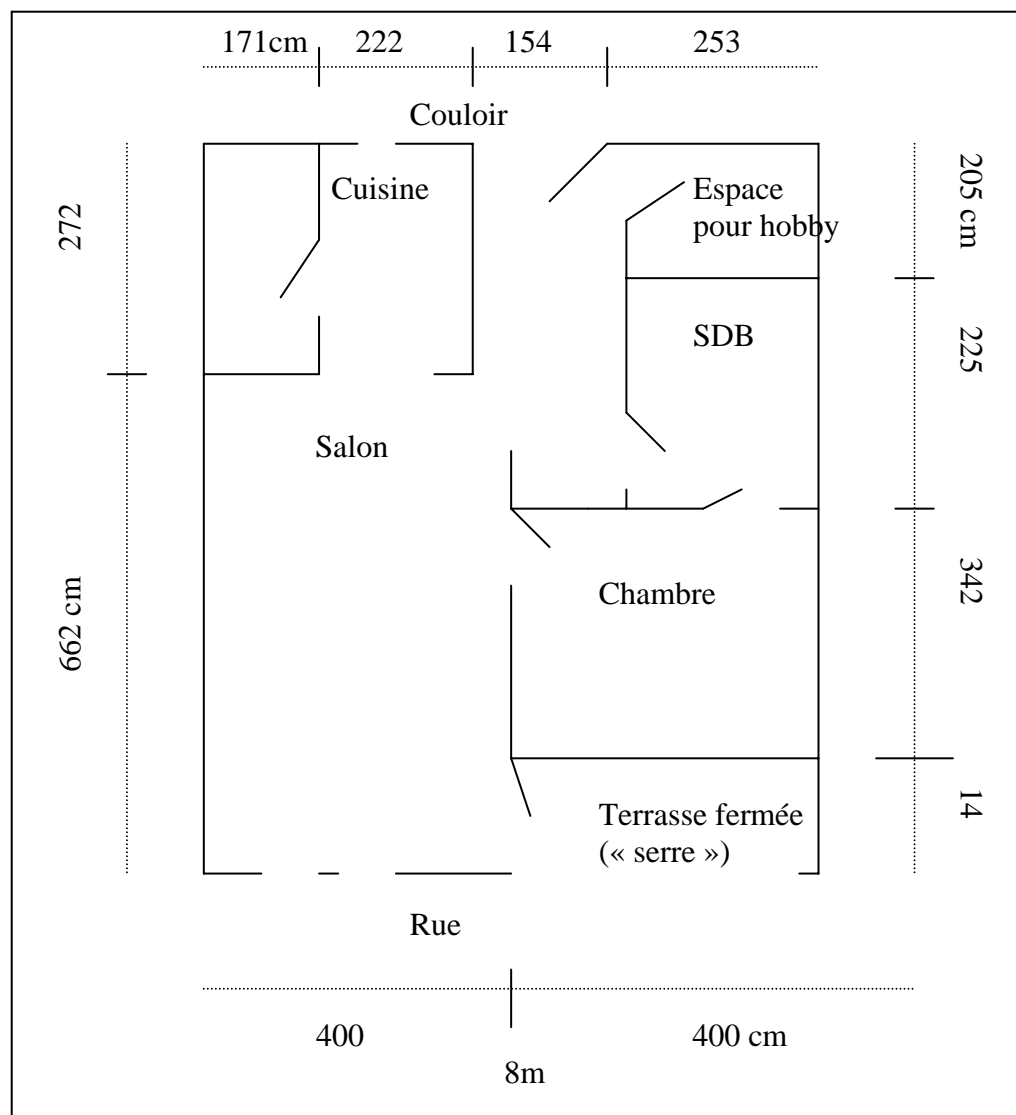 171cm 222 154 253
Couloir
Cuisine
Espace
pour hobby
205 cm
272
SDB
225
Salon
Chambre
342
662 cm
Terrasse fermée
(« serre »)
14
Rue
400 400 cm
8m